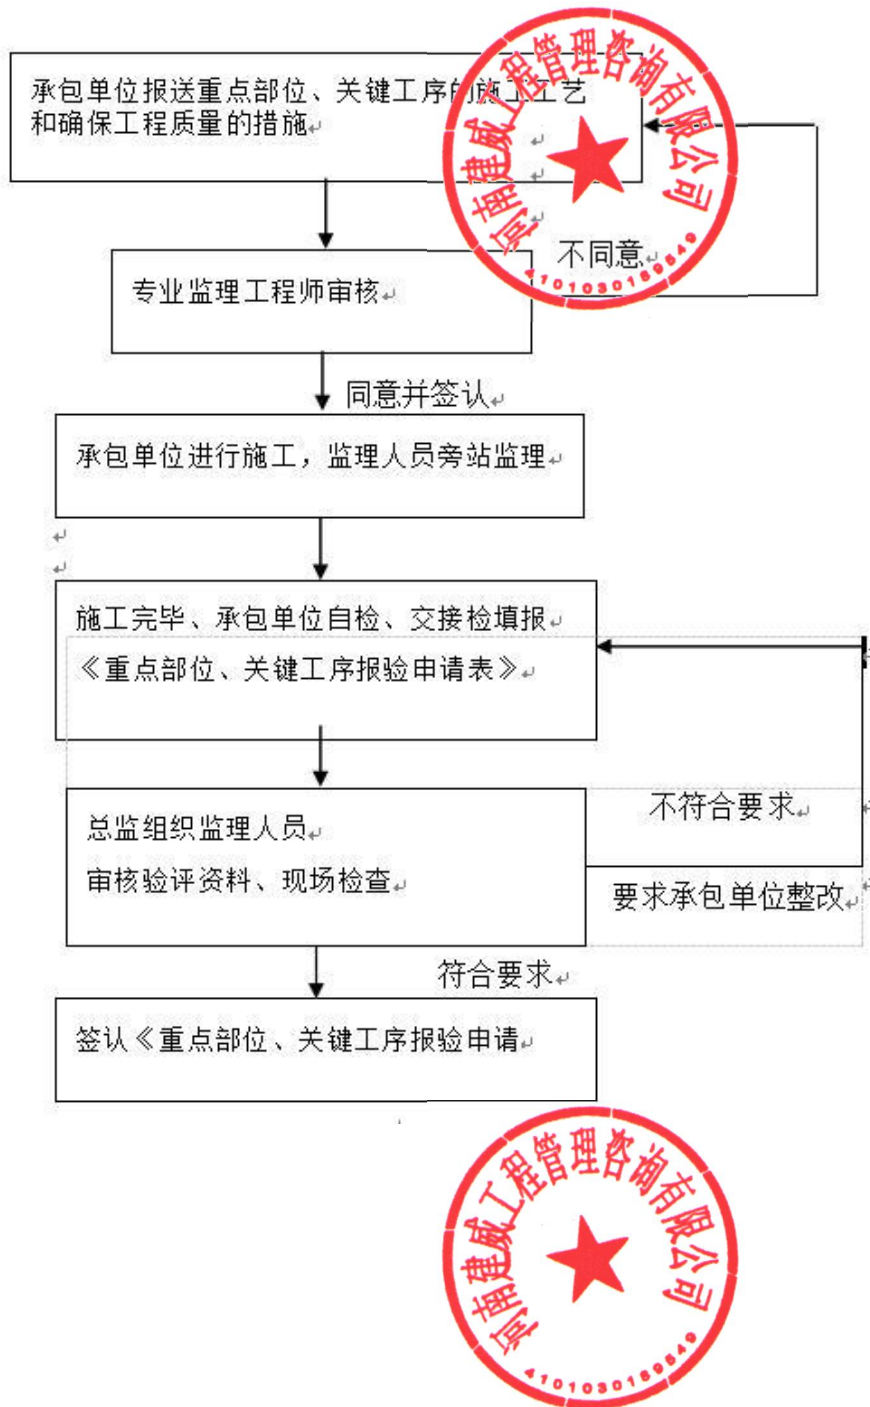 河南建威工程管理咨询有限公司
承包单位报送重点部位、关键工序的施工工艺
和确保工程质量的措施
不同意
4101030189549
专业监理工程师审核
同意并签认
承包单位进行施工，监理人员旁站监理
施工完毕、承包单位自检、交接检填报
《重点部位、关键工序报验申请表》
总监组织监理人员
不符合要求
审核验评资料、现场检查
要求承包单位整改
符合要求
签认《重点部位、关键工序报验申请
河南建威工程管理咨询有限公司
4101030189549